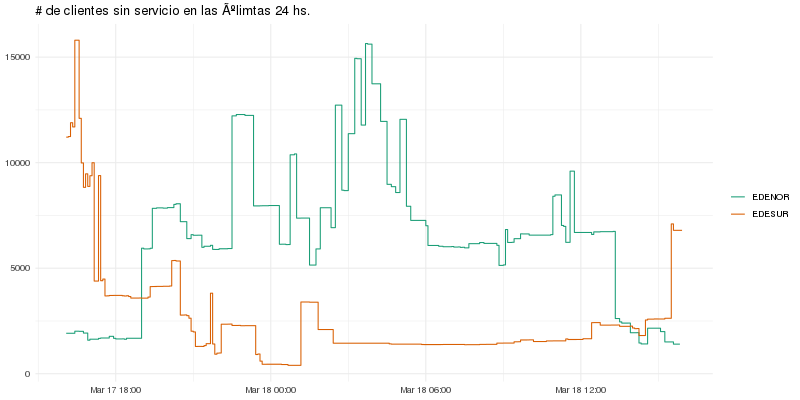 # de clientes sin servicio en las Ãºlimtas 24 hs.
15000
10000
5000
0
Mar 17 18:00
Mar 18 00:00
Mar 18 06:00
Mar 18 12:00
EDENOR
EDESUR